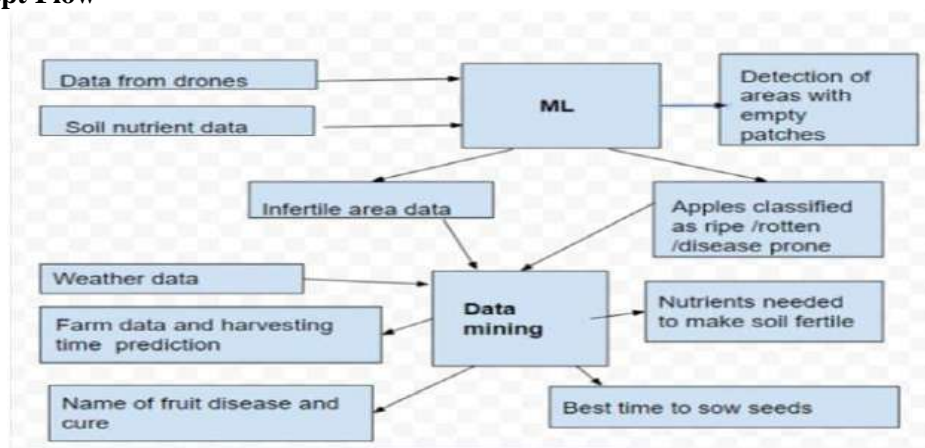 Data from drones
Soil nutrient data
ML
Detection of
areas with
empty
patches
Infertile area data
Apples classified
as ripe /rotten
/disease prone
Weather data
Farm data and harvesting
time prediction
Data
mining
Nutrients needed
to make soil fertile
Name of fruit disease and
cure
Best time to sow seeds